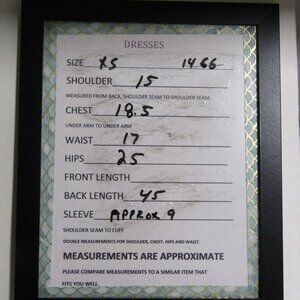 DRESSES
SIZE XS 1466
SHOULDER 15
MEASURED FROM BACK, SHOULDER SEAM TO SHOULDER SEAM.
CHEST 18.5
UNDER ARM TO UNDER ARM
WAIST 17
HIPS 25
FRONT LENGTH
BACK LENGTH 45
SLEEVE APPROX 9
SHOULDER SEAM TO CUFF
DOUBLE MEASUREMENTS FOR SHOULDER, CHEST. HIPS AND WAIST.
MEASUREMENTS ARE APPROXIMATE
PLEASE COMPARE MEASUREMENTS TO A SIMILAR ITEM THAT
FITS YOU WELL.